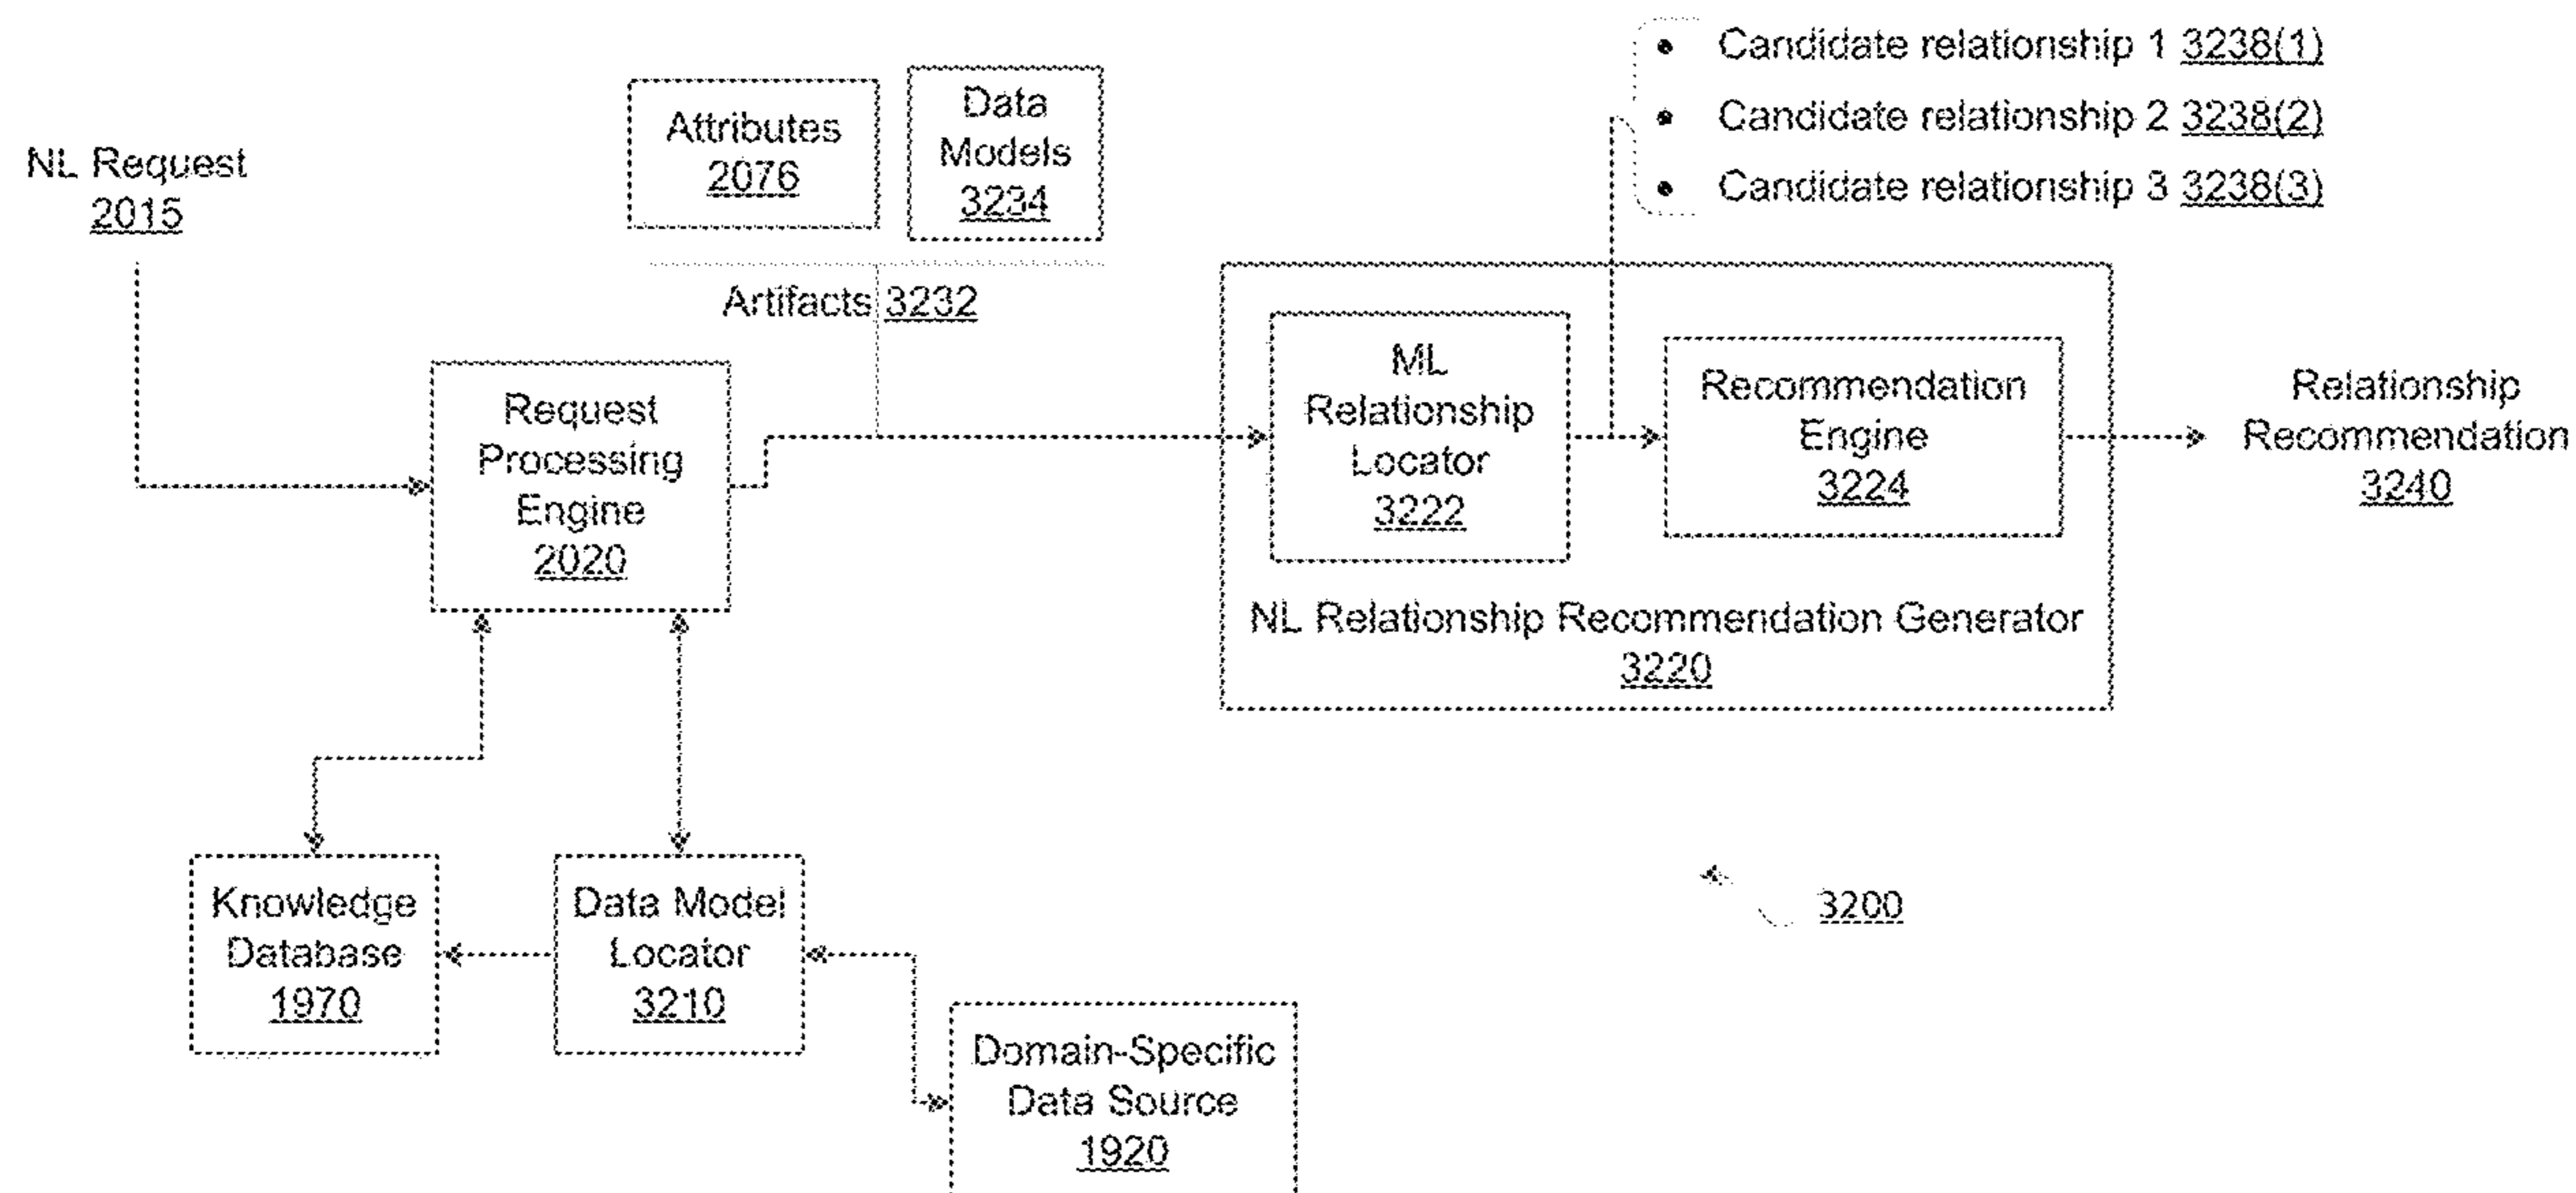 NL Request
2015
Attributes
2076
Data
Models
3234
Artifacts 3232
• Candidate relationship 1 3238(1)
• Candidate relationship 2 3238(2)
• Candidate relationship 3 3238(3)
Request
Processing
Engine
2020
ML
Relationship
Locator
3222
Recommendation
Engine
3224
NL Relationship Recommendation Generator
3220
Relationship
Recommendation
3240
Knowledge
Database
1970
Data Model
Locator
3210
Domain-Specific
Data Source
1920
3200